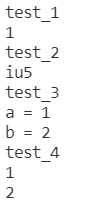 test_1
1
test_2
iu5
test_3
a = 1
b = 2
test_4
1
2